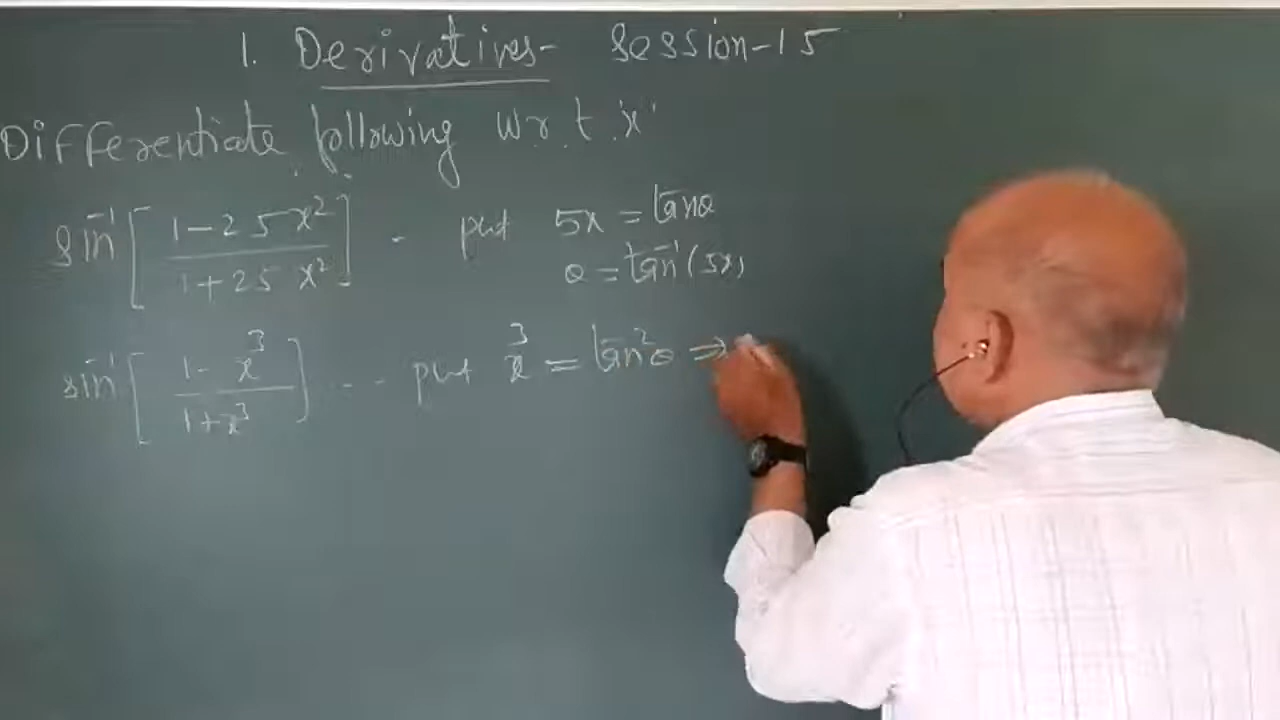 1. Derivatives- Session-15
Differentiate following w.r.t. 'x'
sin⁻¹[(1-25x²)/(1+25x²)] - put 5x = tanθ
θ = tan⁻¹(5x)
sin⁻¹[(1-x³)/(1+x³)] --- put x³ = tan²θ ⇒